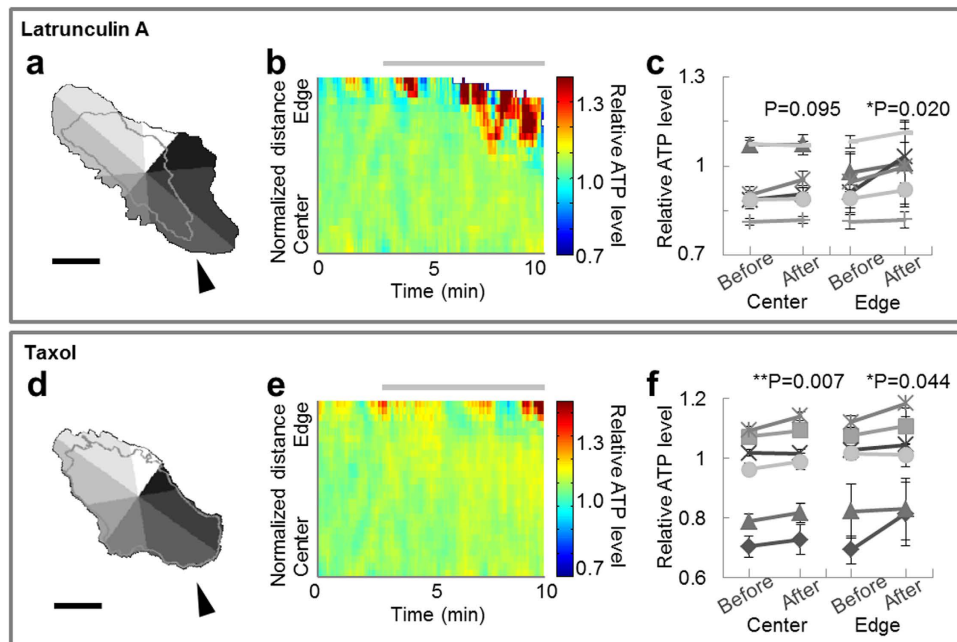 Latrunculin A
a
b
c
Edge
Center
Normalized distance
0
5
10
Time (min)
1.3
1.0
0.7
Relative ATP level
1.3
1
0.7
Relative ATP level
P=0.095
*P=0.020
Before
After
Before
After
Center
Edge
Taxol
d
e
f
Edge
Center
Normalized distance
0
5
10
Time (min)
1.3
1.0
0.7
Relative ATP level
1.2
1
0.8
0.6
Relative ATP level
**P=0.007
*P=0.044
Before
After
Before
After
Center
Edge